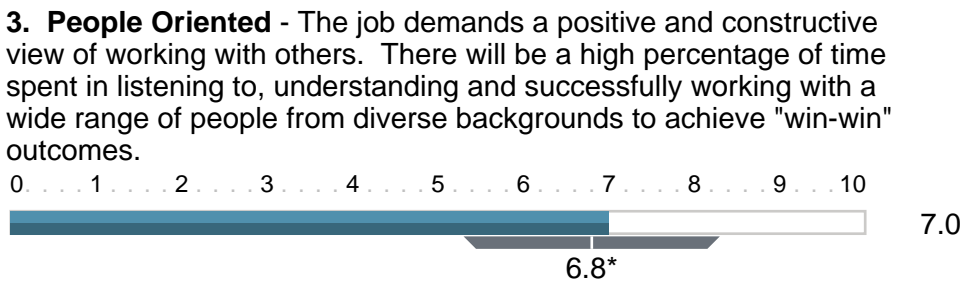 3. People Oriented - The job demands a positive and constructive
view of working with others. There will be a high percentage of time
spent in listening to, understanding and successfully working with a
wide range of people from diverse backgrounds to achieve "win-win"
outcomes.
0. . . . 1 . . . . 2 . . . . 3 . . . . 4 . . . . 5 . . . . 6 . . . . 7 . . . . 8 . . . . 9 . . . 10
7.0
6.8*